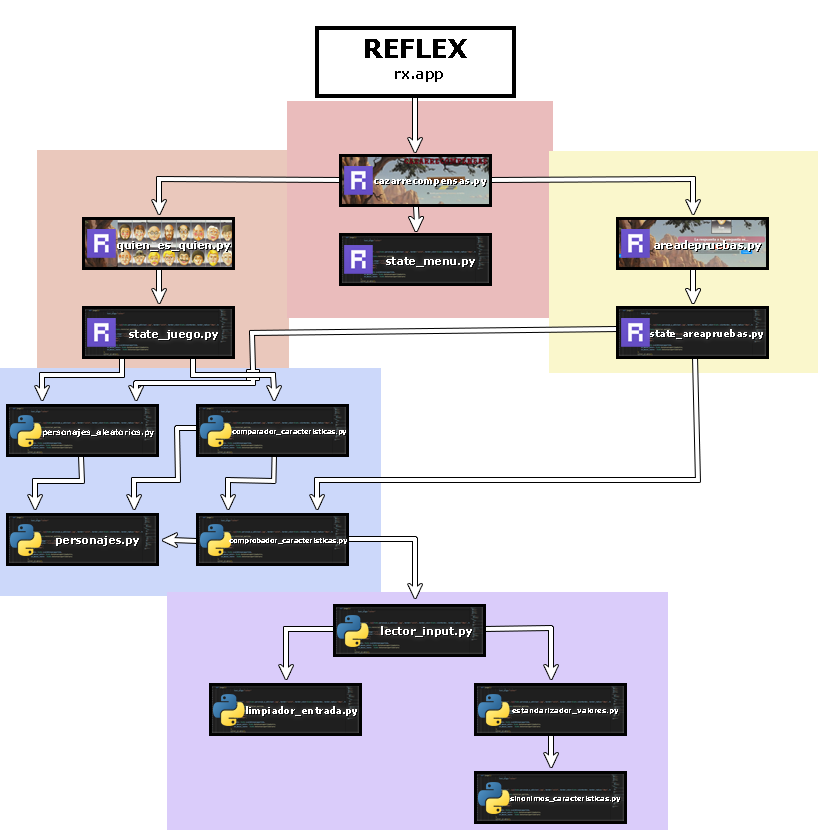 REFLEX
rx.app
cazarrecompensas.py
quien_es_quien.py
areadepruebas.py
state_menu.py
state_juego.py
state_areapruebas.py
personajes_aleatorios.py
comparador_caracteristicas.py
personajes.py
comprobador_caracteristicas.py
lector_input.py
limpiador_entrada.py
estandarizador_valores.py
sinonimos_caracteristicas.py